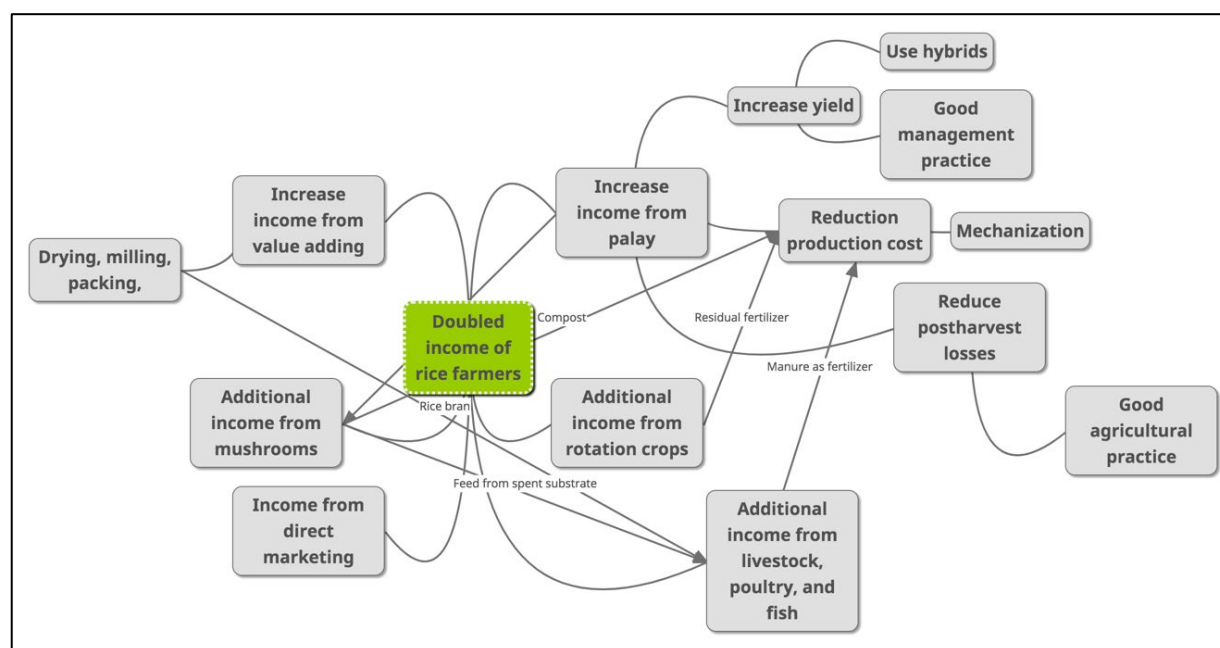 Use hybrids
Increase yield
Good
management
practice
Increase
income from
palay
Increase
income from
value adding
Reduction
production cost
Mechanization
Drying, milling,
packing,
Reduce
postharvest
losses
Doubled
income of
rice farmers
Compost
Residual fertilizer
Manure as fertilizer
Rice bran
Additional
income from
mushrooms
Additional
income from
rotation crops
Good
agricultural
practice
Feed from spent substrate
Income from
direct
marketing
Additional
income from
livestock,
poultry, and
fish